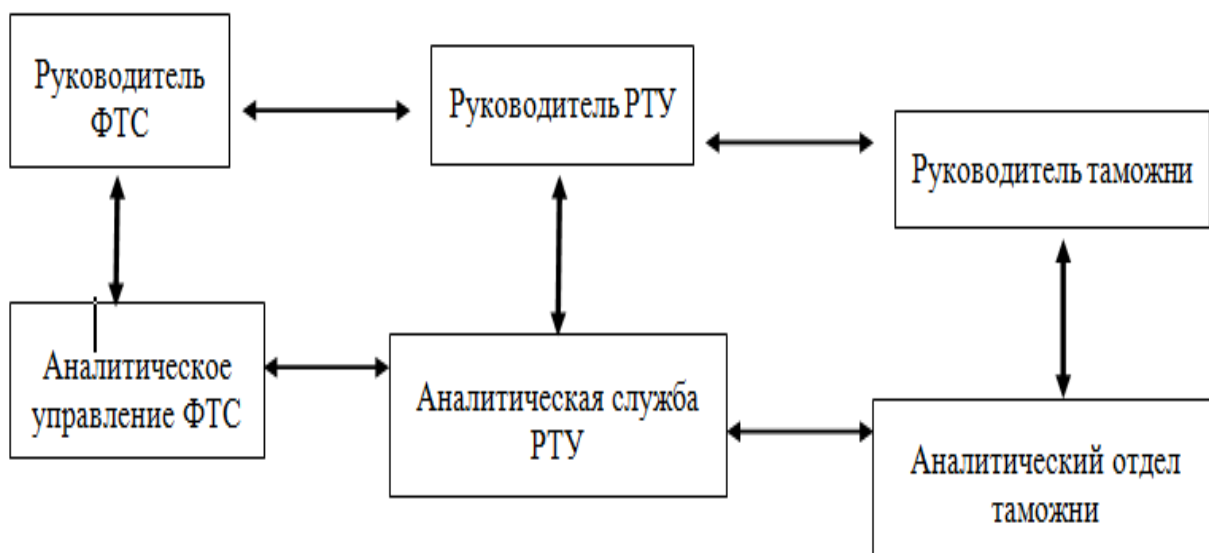 Руководитель
ФТС
Руководитель РТУ
Руководитель таможни
Аналитическое
управление ФТС
Аналитическая служба
РТУ
Аналитический отдел
таможни